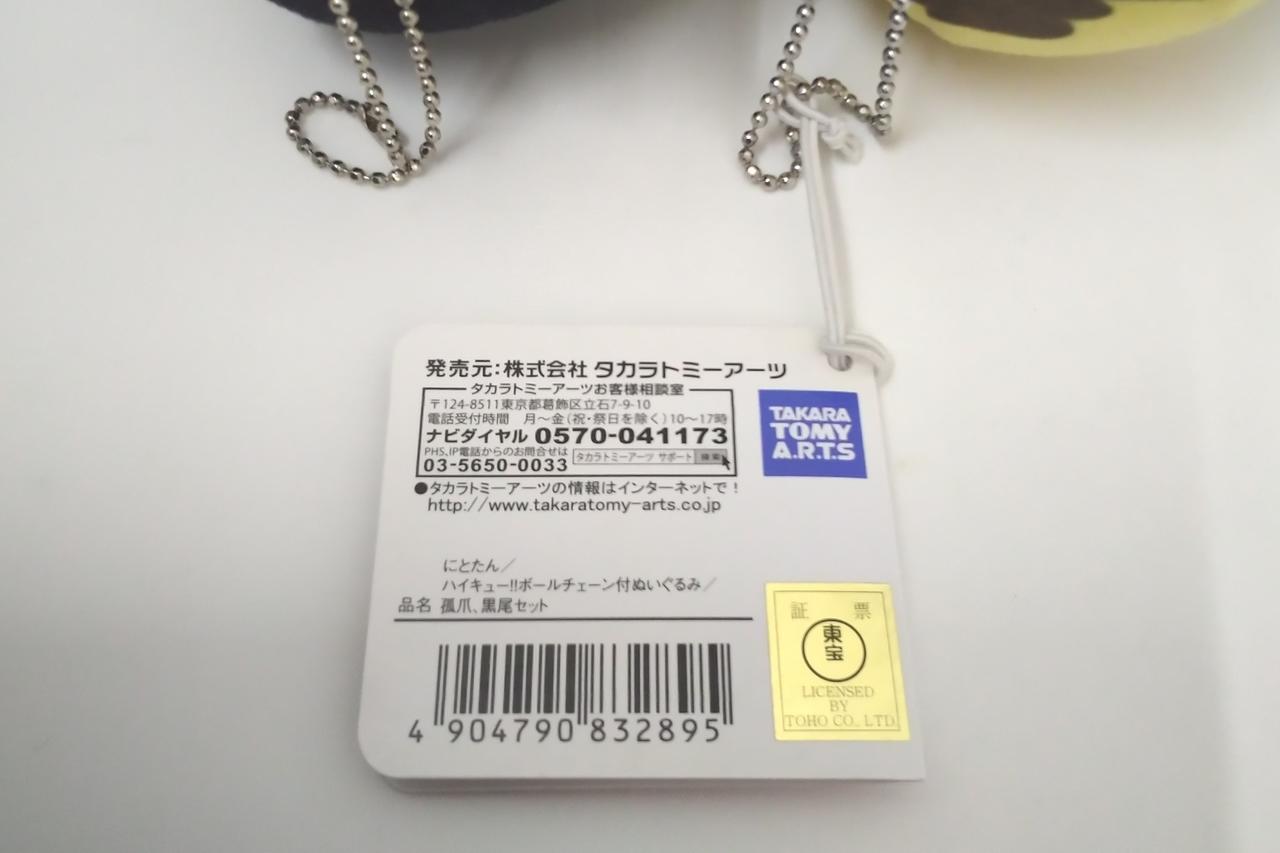 発売元:株式会社 タカラトミーアーツ
タカラトミーアーツお客様相談室
〒124-8511東京都葛飾区立石7-9-10
電話受付時間 月〜金(祝・祭日を除く)10〜17時
ナビダイヤル 0570-041173
PHS、IP電話からのお問合せは
03-5650-0033
タカラトミーアーツ サポート 検索
●タカラトミーアーツの情報はインターネットで!
http://www.takaratomy-arts.co.jp
TAKARA
TOMY
A.R.T.S
にとたん/
ハイキュー!!ボールチェーン付ぬいぐるみ/
品名 孤爪、黒尾セット
4 904790 832895
証 票
東宝
LICENSED
BY
TOHO CO., LTD.